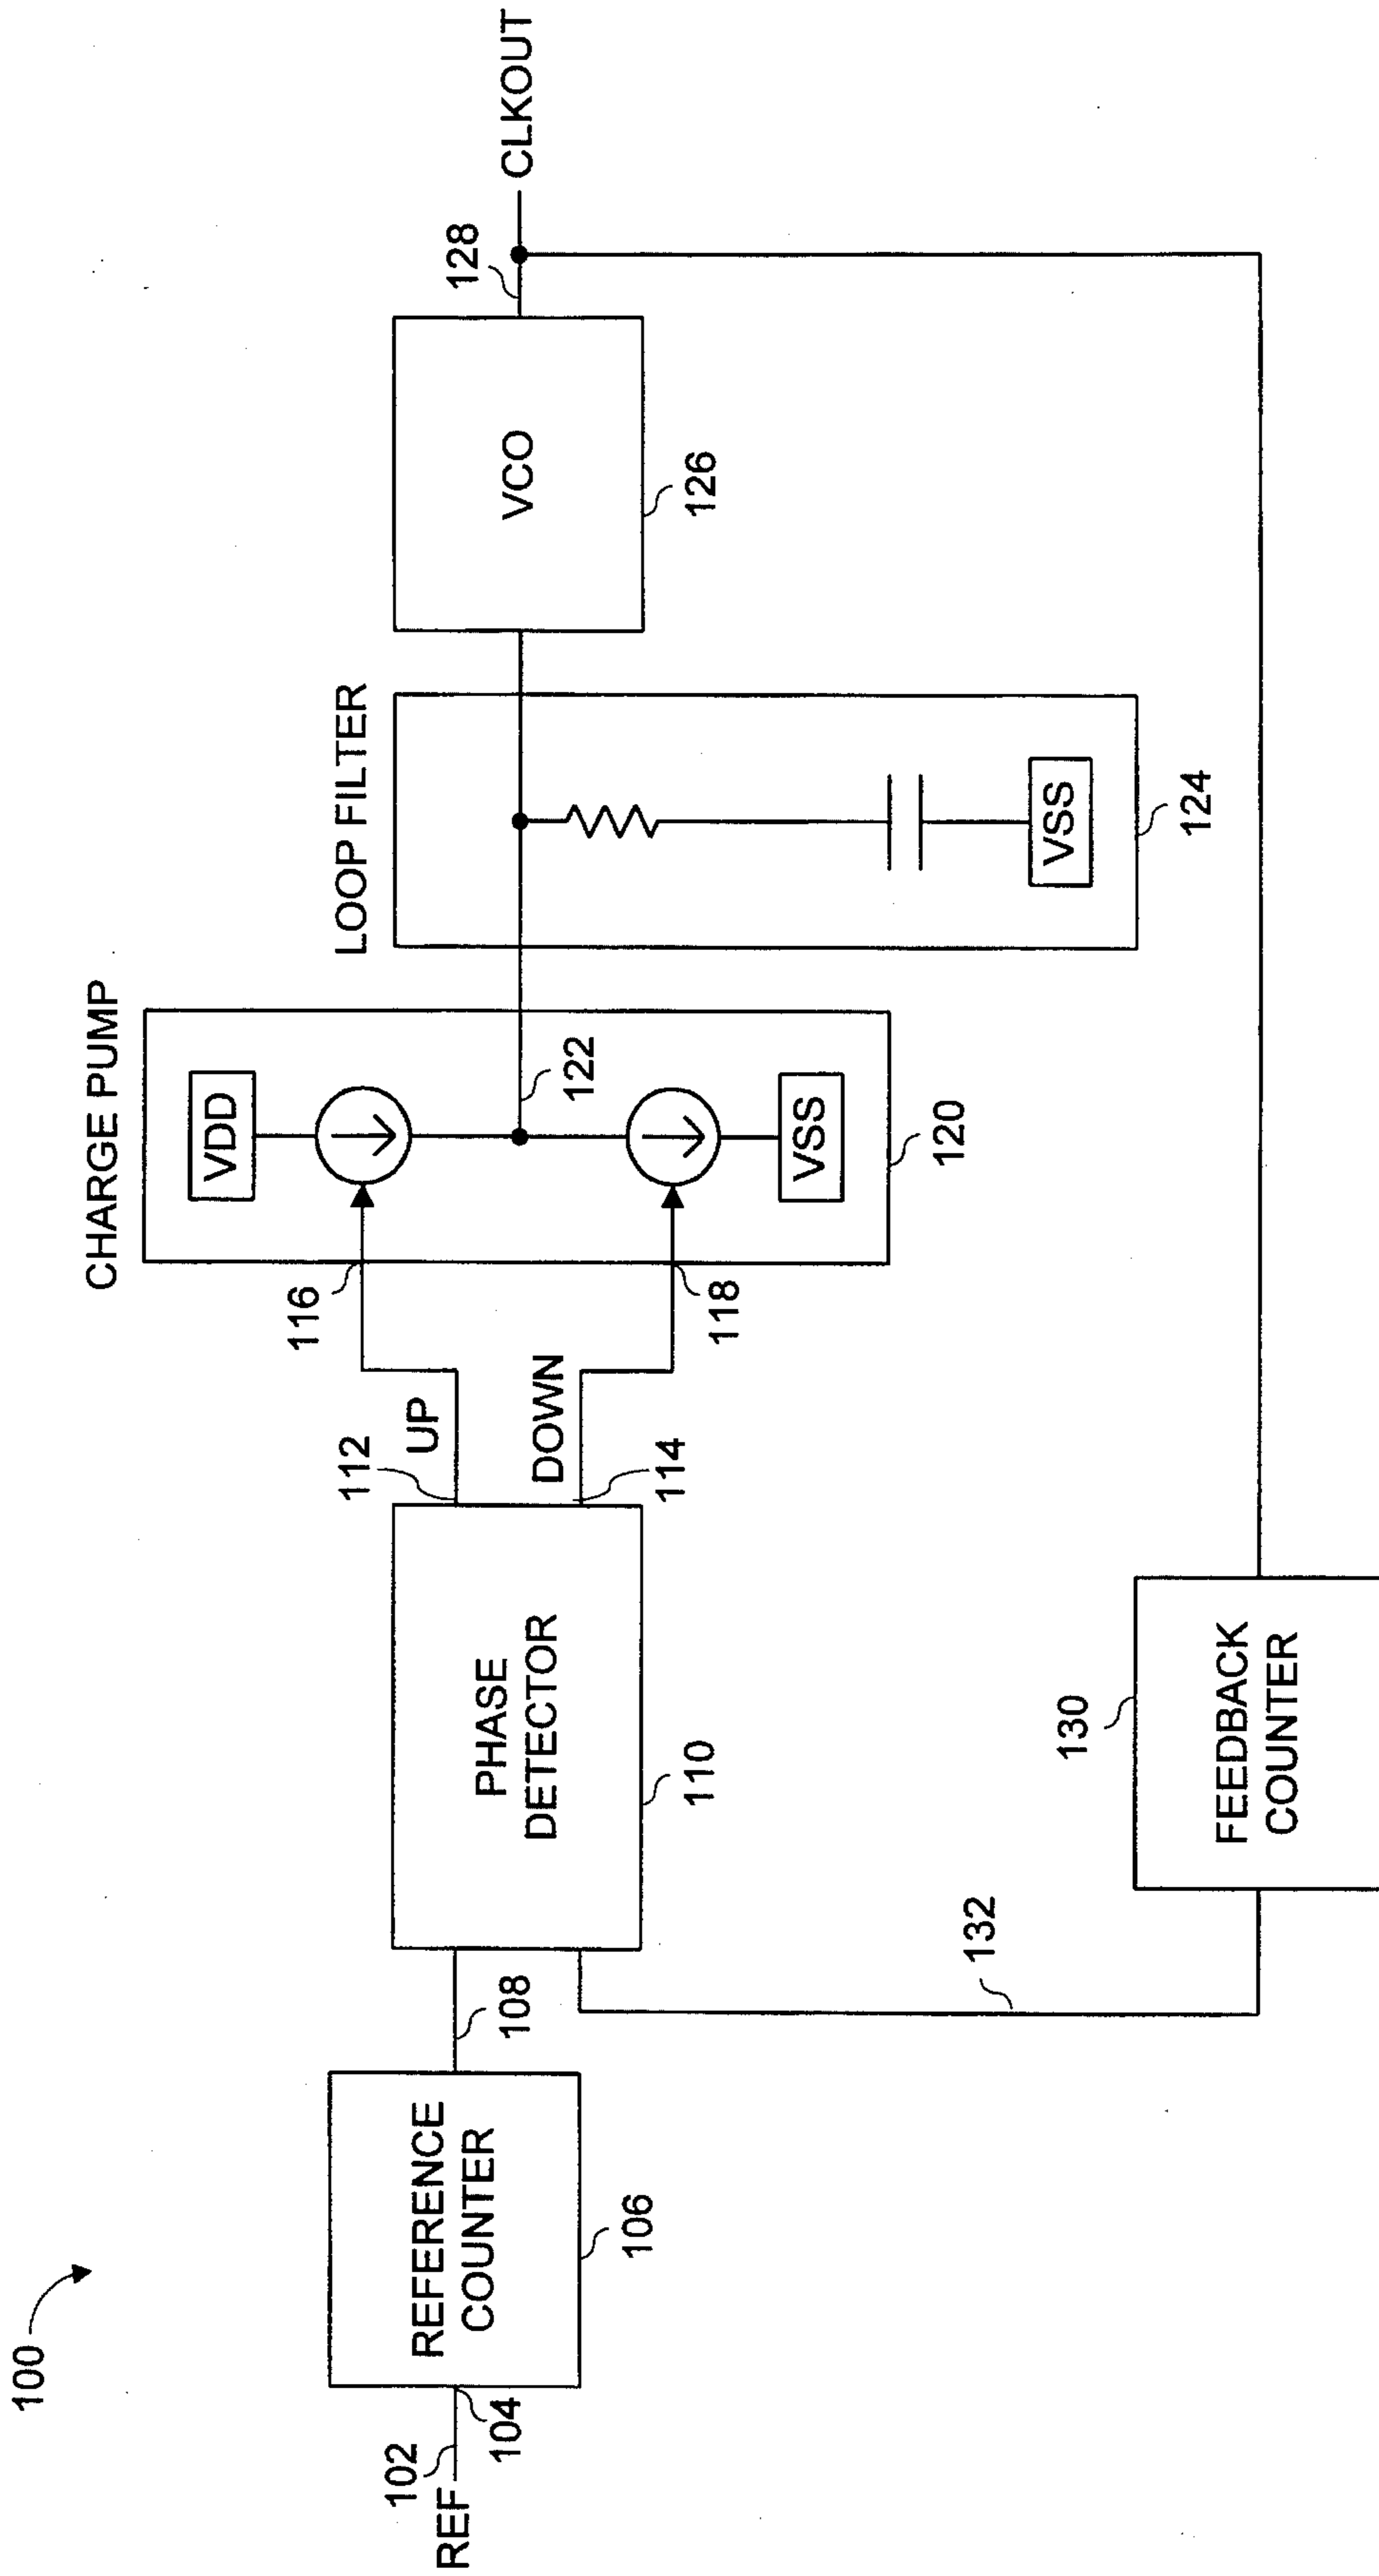 100
REF
102
104
REFERENCE
COUNTER
106
108
PHASE
DETECTOR
110
112
UP
DOWN
114
CHARGE PUMP
116
118
VDD
122
VSS
120
LOOP FILTER
VSS
124
VCO
126
128
CLKOUT
130
FEEDBACK
COUNTER
132